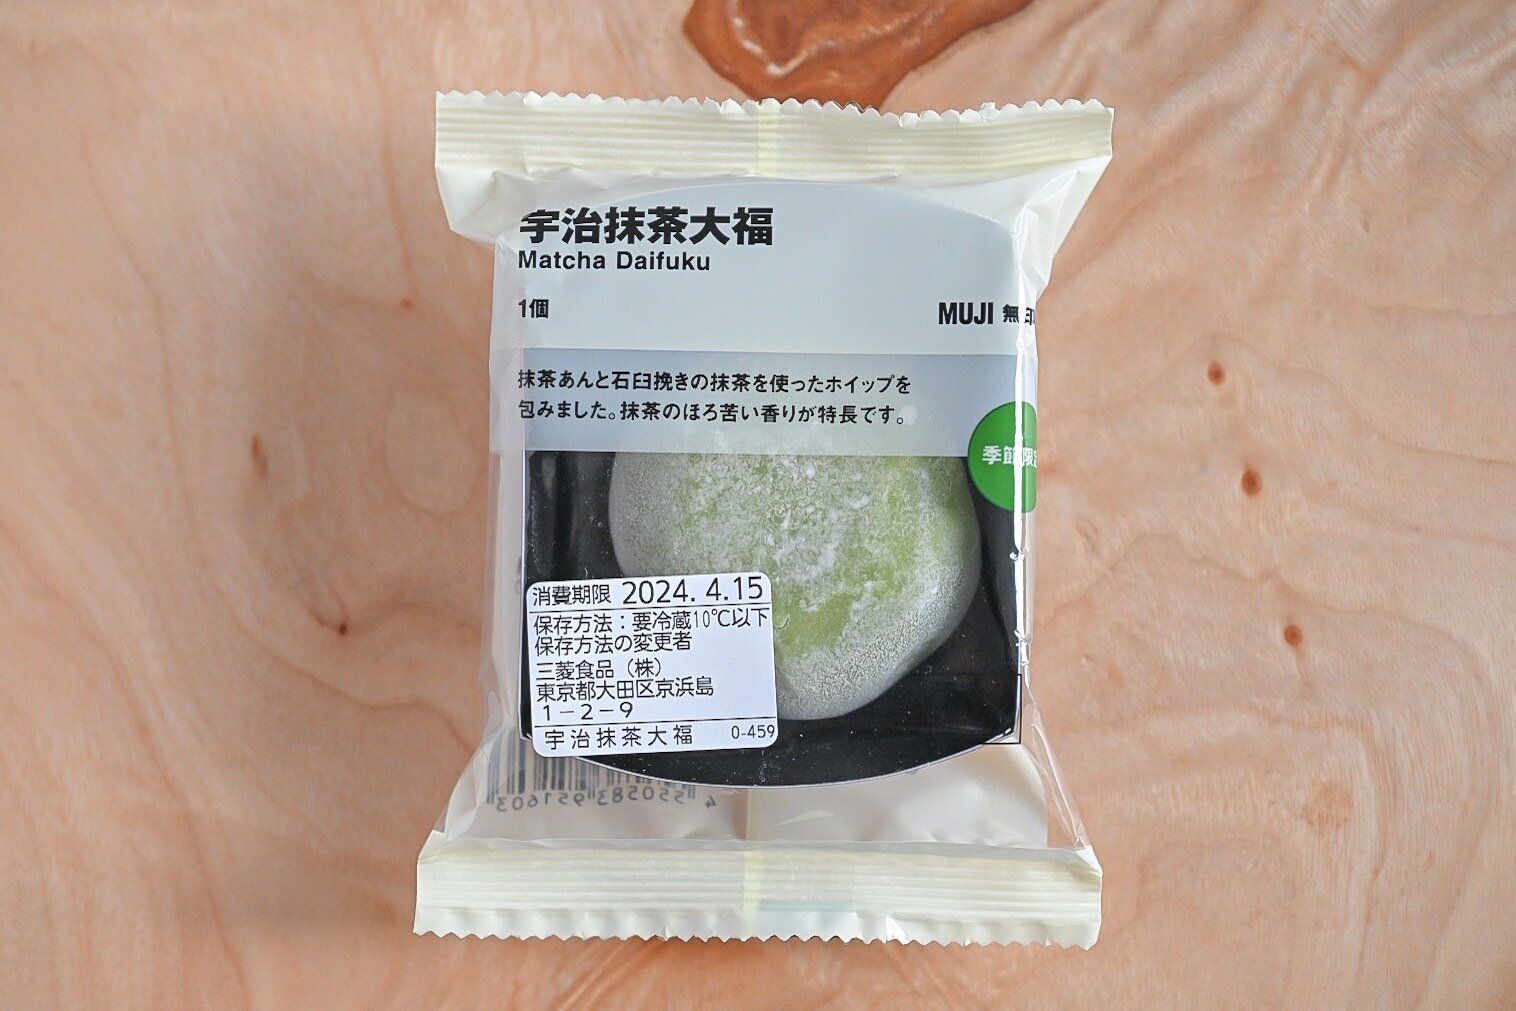 宇治抹茶大福
Matcha Daifuku
1個
MUJI 無印
抹茶あんと石臼挽きの抹茶を使ったホイップを
包みました。抹茶のほろ苦い香りが特長です。
季節限定
消費期限 2024. 4.15
保存方法：要冷蔵10℃以下
保存方法の変更者
三菱食品（株）
東京都大田区京浜島
1－2－9
宇治抹茶大福 0-459
4 550583 951603